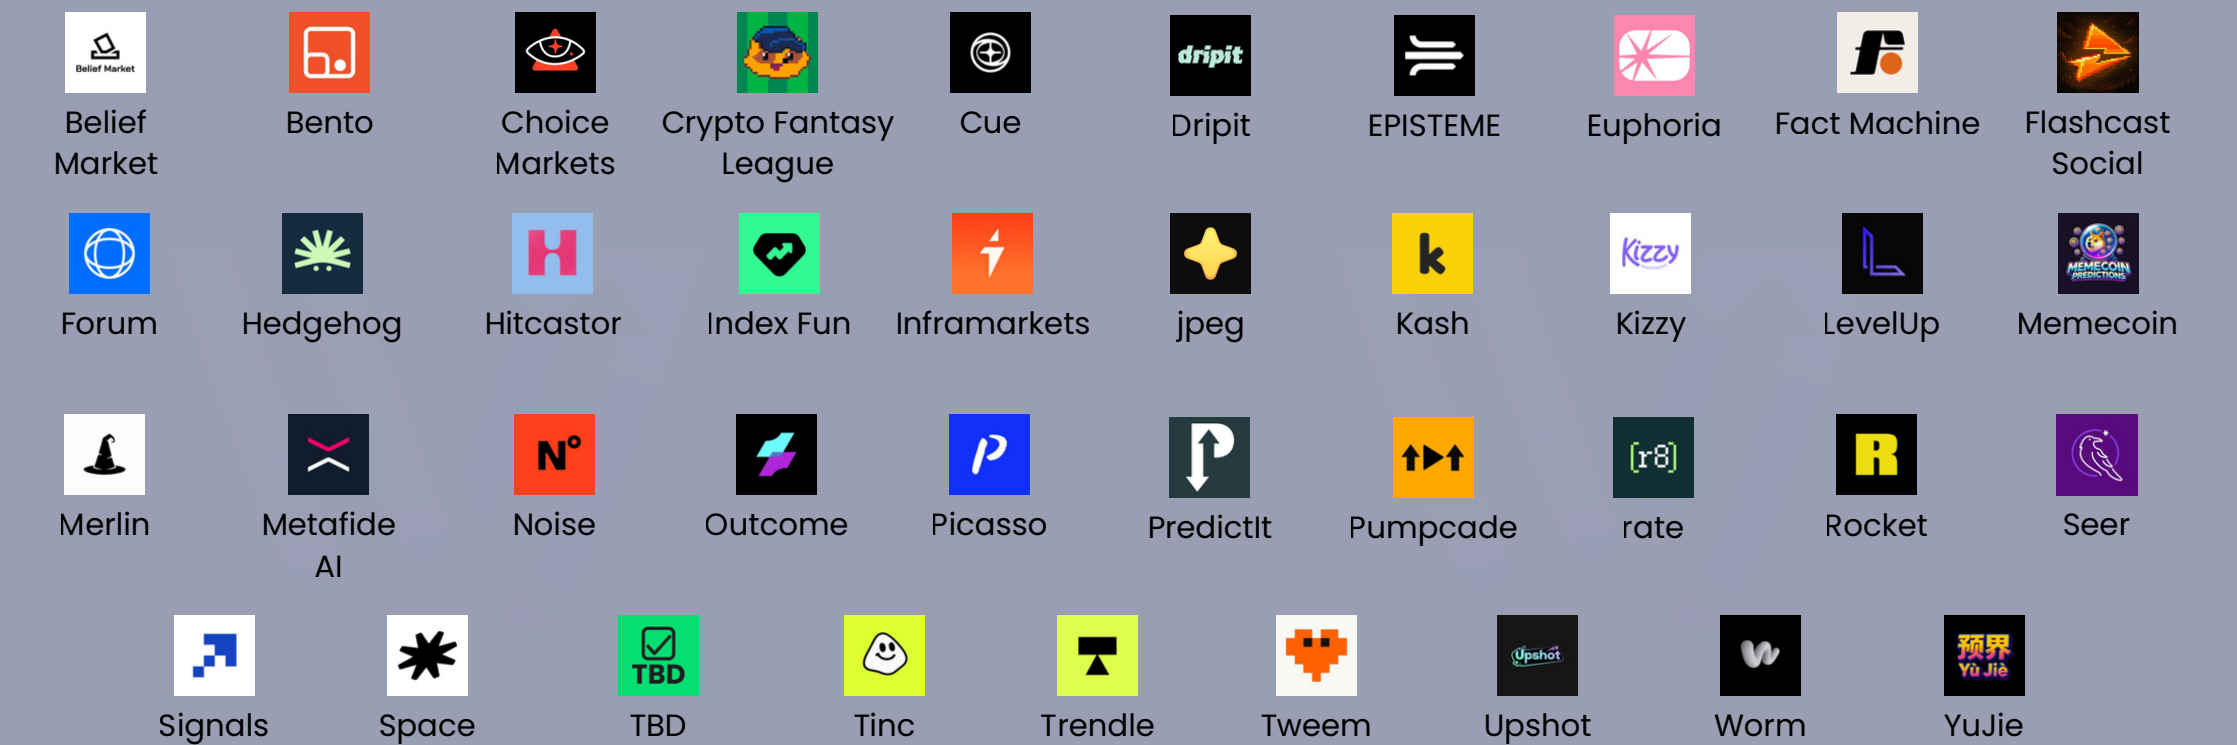 Belief Market
Belief
Market
Bento
Choice
Markets
Crypto Fantasy
League
Cue
dripit
Dripit
EPISTEME
Euphoria
f
Fact Machine
Flashcast
Social
Forum
Hedgehog
H
Hitcastor
Index Fun
Inframarkets
jpeg
k
Kash
Kizzy
Kizzy
L
LevelUp
MEMECOIN
PREDICTIONS
Memecoin
Merlin
Metafide
AI
N°
Noise
Outcome
P
Picasso
P
PredictIt
Pumpcade
[r8]
rate
R
Rocket
Seer
Signals
Space
TBD
TBD
Tinc
Trendle
Tweem
Upshot
Upshot
W
Worm
预界
Yù Jiè
YuJie